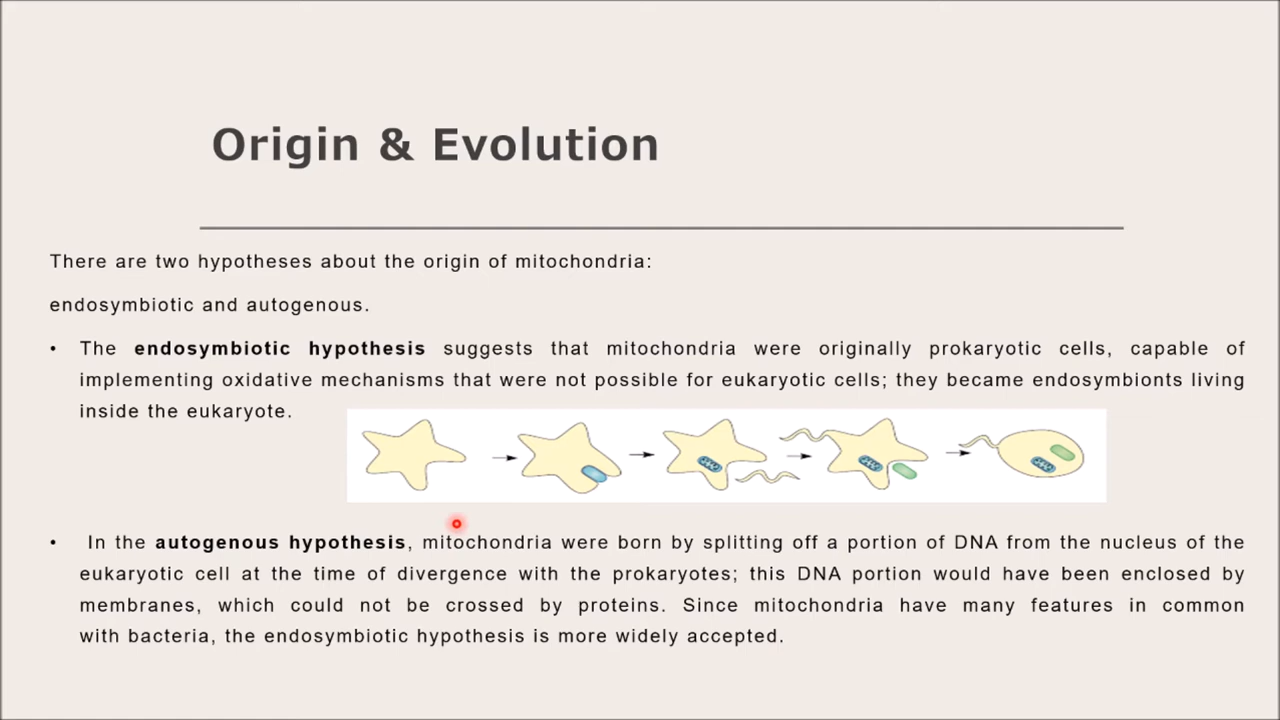 Origin & Evolution
There are two hypotheses about the origin of mitochondria:
endosymbiotic and autogenous.
• The endosymbiotic hypothesis suggests that mitochondria were originally prokaryotic cells, capable of
implementing oxidative mechanisms that were not possible for eukaryotic cells; they became endosymbionts living
inside the eukaryote.
• In the autogenous hypothesis, mitochondria were born by splitting off a portion of DNA from the nucleus of the
eukaryotic cell at the time of divergence with the prokaryotes; this DNA portion would have been enclosed by
membranes, which could not be crossed by proteins. Since mitochondria have many features in common
with bacteria, the endosymbiotic hypothesis is more widely accepted.